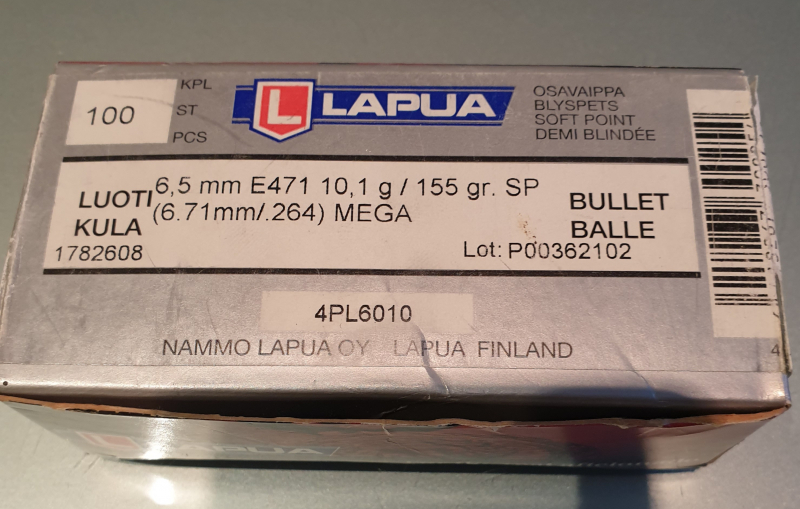 100
KPL
ST
PCS
L
LAPUA
OSAVAIPPA
BLYSPETS
SOFT POINT
DEMI BLINDÉE
LUOTI
KULA
6,5 mm E471 10,1 g / 155 gr. SP
(6.71mm/.264) MEGA
BULLET
BALLE
1782608
Lot: P00362102
4PL6010
NAMMO LAPUA OY LAPUA FINLAND
L
LAPUA